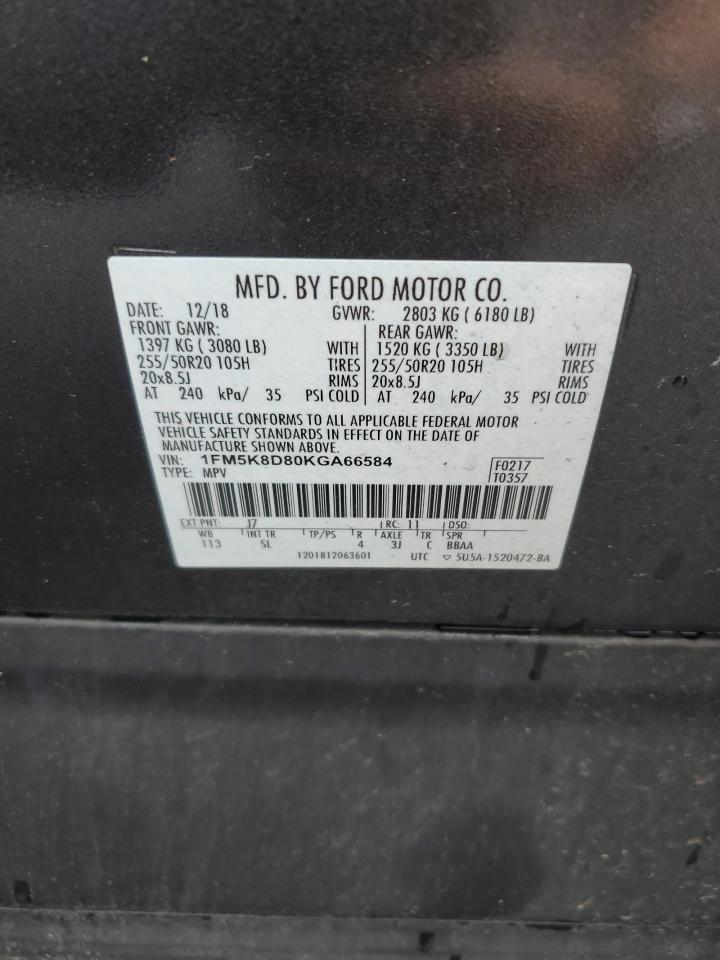 MFD. BY FORD MOTOR CO.
DATE: 12/18 GVWR: 2803 KG ( 6180 LB)
FRONT GAWR: REAR GAWR:
1397 KG ( 3080 LB) WITH 1520 KG ( 3350 LB) WITH
255/50R20 105H TIRES 255/50R20 105H TIRES
20x8.5J RIMS 20x8.5J RIMS
AT 240 kPa/ 35 PSI COLD AT 240 kPa/ 35 PSI COLD
THIS VEHICLE CONFORMS TO ALL APPLICABLE FEDERAL MOTOR
VEHICLE SAFETY STANDARDS IN EFFECT ON THE DATE OF
MANUFACTURE SHOWN ABOVE.
VIN: 1FM5K8D80KGA66584 F0217
TYPE: MPV T0357
EXT PNT: J7 RC: 11 DSO:
WB INT TR TP/PS R AXLE TR SPR
113 SL 4 3J C BBAA
1201812063601 UTC ▽ 5U5A-1520472-BA